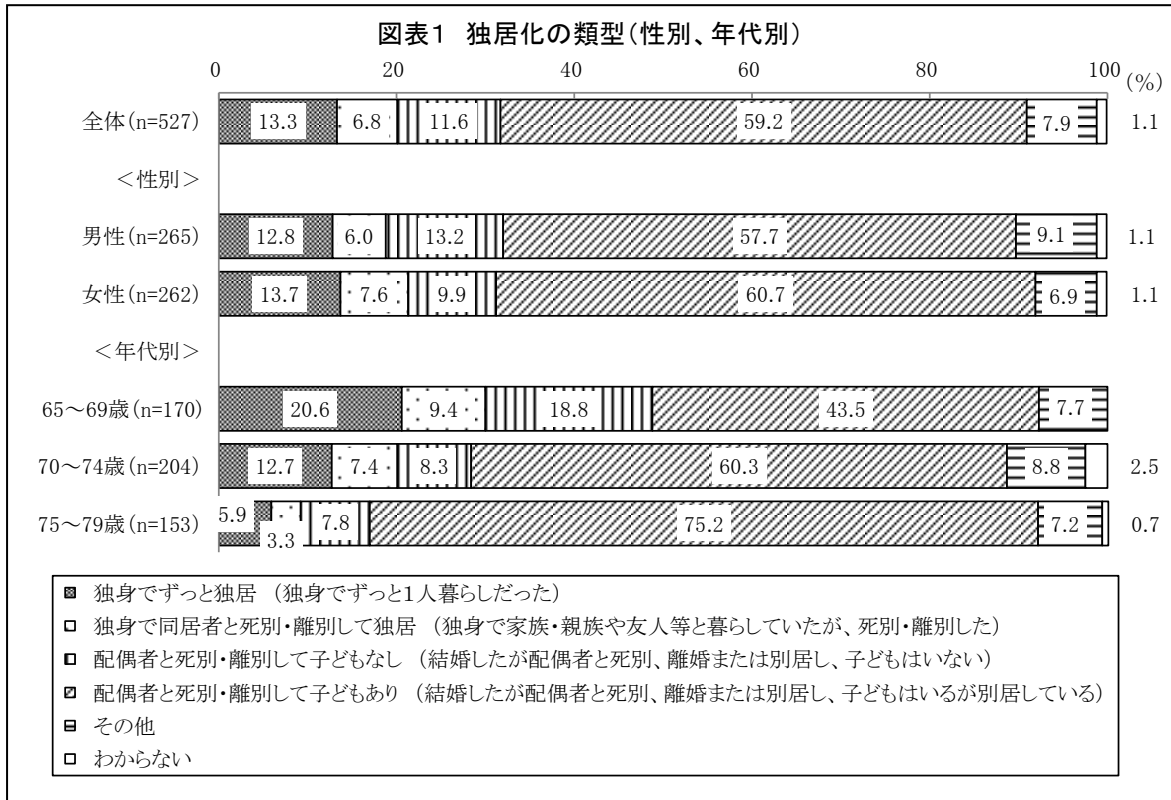 図表1 独居化の類型(性別、年代別)
0 20 40 60 80 100 (%)
全体(n=527) 13.3 6.8 11.6 59.2 7.9 1.1
<性別>
男性(n=265) 12.8 6.0 13.2 57.7 9.1 1.1
女性(n=262) 13.7 7.6 9.9 60.7 6.9 1.1
<年代別>
65~69歳(n=170) 20.6 9.4 18.8 43.5 7.7
70~74歳(n=204) 12.7 7.4 8.3 60.3 8.8 2.5
75~79歳(n=153) 5.9 3.3 7.8 75.2 7.2 0.7
独身でずっと独居 (独身でずっと1人暮らしだった)
独身で同居者と死別・離別して独居 (独身で家族・親族や友人等と暮らしていたが、死別・離別した)
配偶者と死別・離別して子どもなし (結婚したが配偶者と死別、離婚または別居し、子どもはいない)
配偶者と死別・離別して子どもあり (結婚したが配偶者と死別、離婚または別居し、子どもはいるが別居している)
その他
わからない